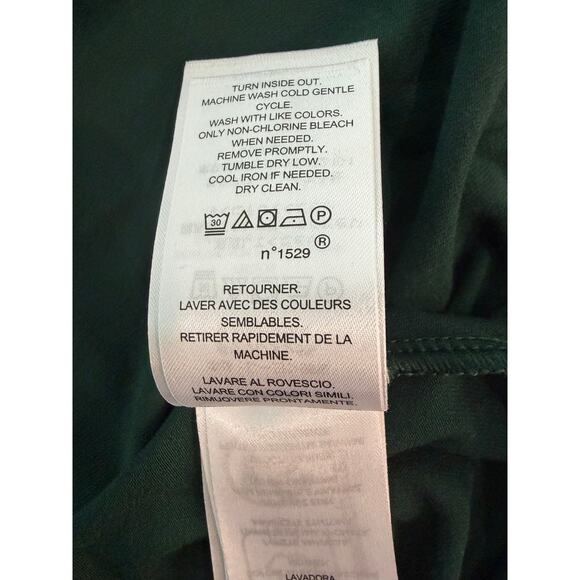 TURN INSIDE OUT.
MACHINE WASH COLD GENTLE
CYCLE.
WASH WITH LIKE COLORS.
ONLY NON-CHLORINE BLEACH
WHEN NEEDED.
REMOVE PROMPTLY.
TUMBLE DRY LOW.
COOL IRON IF NEEDED.
DRY CLEAN.
30 P
n°1529 ®
RETOURNER.
LAVER AVEC DES COULEURS
SEMBLABLES.
RETIRER RAPIDEMENT DE LA
MACHINE.
LAVARE AL ROVESCIO.
LAVARE CON COLORI SIMILI.
RIMUOVERE PRONTAMENTE.
LAVADORA